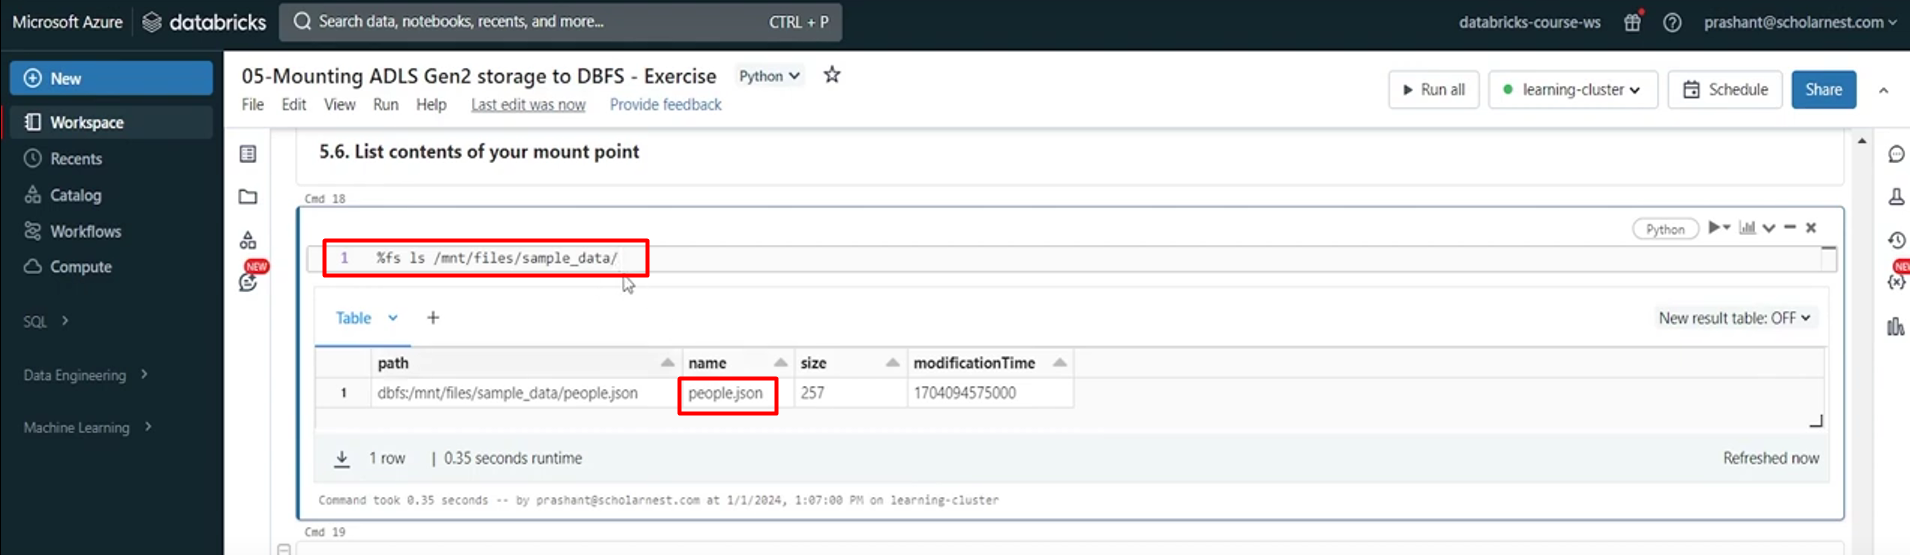 Microsoft Azure databricks Search data, notebooks, recents, and more... CTRL + P databricks-course-ws prashant@scholarnest.com
New
Workspace
Recents
Catalog
Workflows
Compute
SQL
Data Engineering
Machine Learning
05-Mounting ADLS Gen2 storage to DBFS - Exercise Python
File Edit View Run Help Last edit was now Provide feedback
Run all learning-cluster Schedule Share
NEW
5.6. List contents of your mount point
Cmd 18
Python
1 %fs ls /mnt/files/sample_data/
Table + New result table: OFF
path name size modificationTime
1 dbfs:/mnt/files/sample_data/people.json people.json 257 1704094575000
1 row | 0.35 seconds runtime Refreshed now
Command took 0.35 seconds -- by prashant@scholarnest.com at 1/1/2024, 1:07:00 PM on learning-cluster
Cmd 19